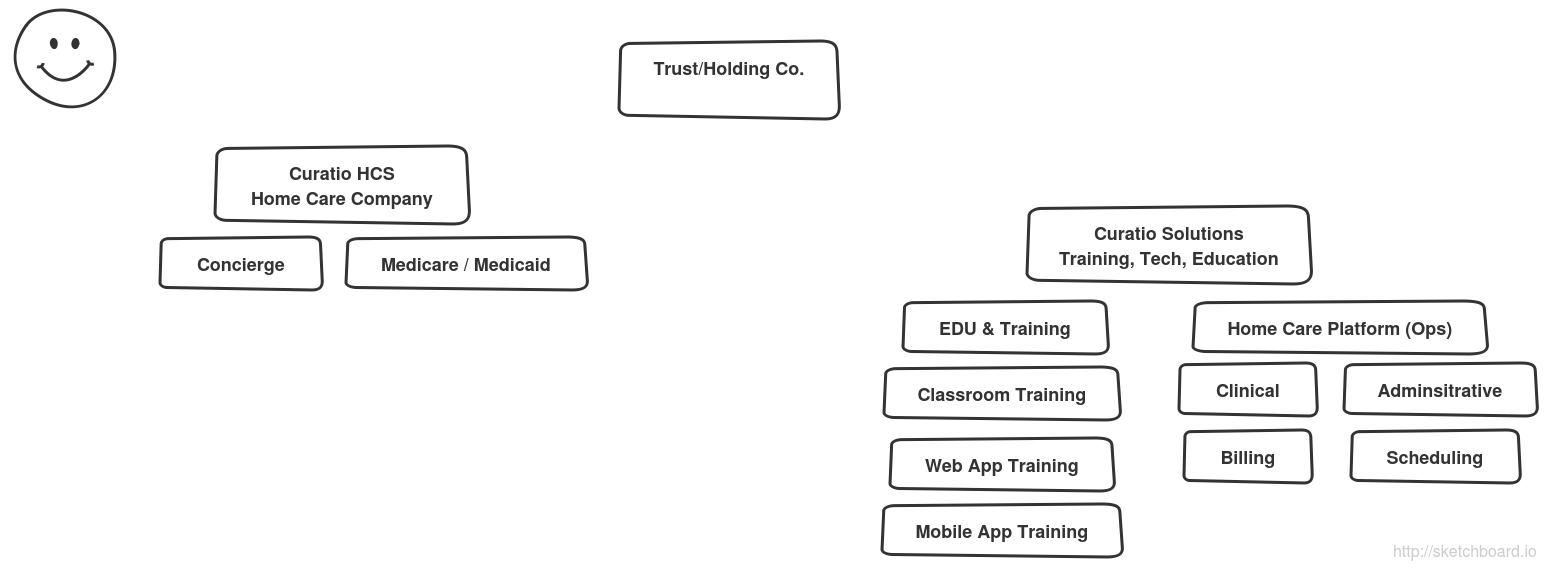 Trust/Holding Co.
Curatio HCS
Home Care Company
Concierge
Medicare / Medicaid
Curatio Solutions
Training, Tech, Education
EDU & Training
Home Care Platform (Ops)
Classroom Training
Clinical
Adminsitrative
Web App Training
Billing
Scheduling
Mobile App Training
http://sketchboard.io